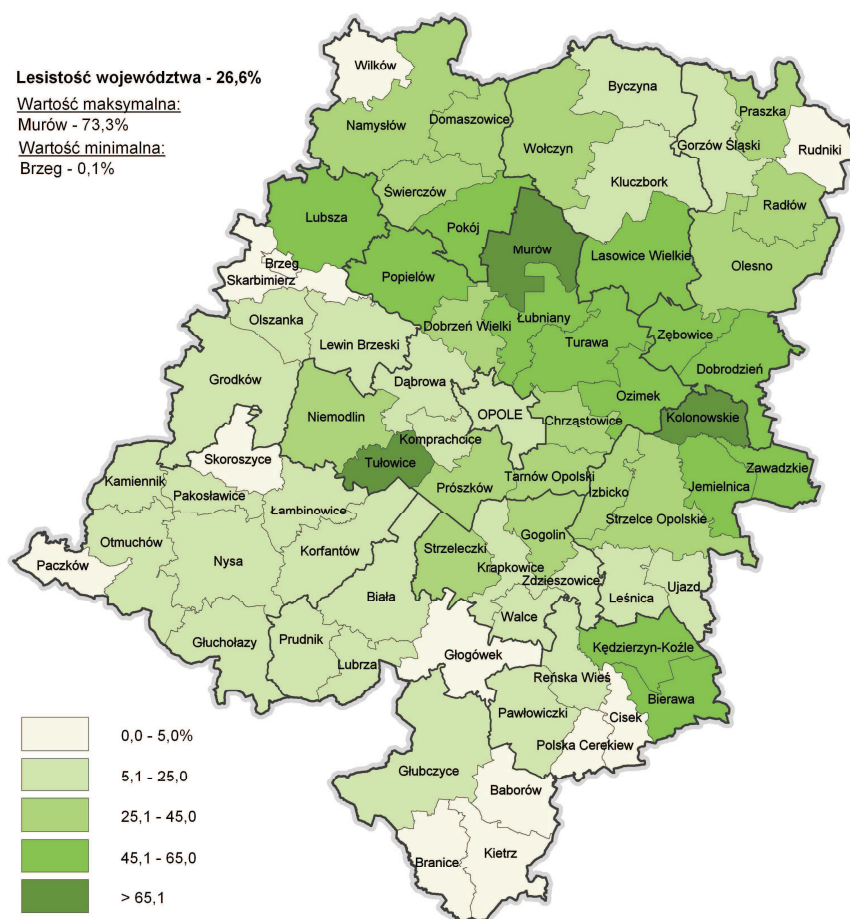 Lesistość województwa - 26,6%
Wartość maksymalna:
Murów - 73,3%
Wartość minimalna:
Brzeg - 0,1%
Wilków
Byczyna
Praszka
Namysłów
Domaszowice
Wołczyn
Gorzów Śląski
Rudniki
Kluczbork
Świerczów
Radłów
Lubsza
Pokój
Murów
Lasowice Wielkie
Olesno
Brzeg
Skarbimierz
Popielów
Olszanka
Dobrzeń Wielki
Łubniany
Zębowice
Lewin Brzeski
Turawa
Dobrodzień
Grodków
Dąbrowa
Ozimek
Niemodlin
OPOLE
Chrząstowice
Kolonowskie
Komprachcice
Skoroszyce
Tułowice
Zawadzkie
Kamiennik
Pakosławice
Prószków
Tarnów Opolski
Izbicko
Jemielnica
Łambinowice
Strzelce Opolskie
Otmuchów
Nysa
Korfantów
Strzeleczki
Gogolin
Paczków
Krapkowice
Zdzieszowice
Ujazd
Leśnica
Biała
Walce
Głuchołazy
Prudnik
Głogówek
Kędzierzyn-Koźle
Lubrza
Reńska Wieś
Bierawa
Pawłowiczki
Cisek
Polska Cerekiew
Głubczyce
Baborów
Branice
Kietrz
0,0 - 5,0%
5,1 - 25,0
25,1 - 45,0
45,1 - 65,0
> 65,1